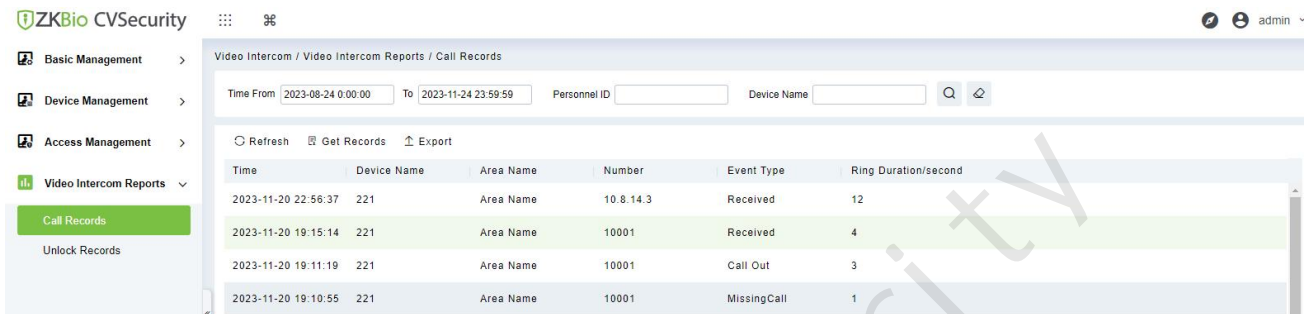 ZKBio CVSecurity
admin
Basic Management
Device Management
Access Management
Video Intercom Reports
Call Records
Unlock Records
Video Intercom / Video Intercom Reports / Call Records
Time From 2023-08-24 0:00:00 To 2023-11-24 23:59:59 Personnel ID Device Name
Refresh Get Records Export
Time Device Name Area Name Number Event Type Ring Duration/second
2023-11-20 22:56:37 221 Area Name 10.8.14.3 Received 12
2023-11-20 19:15:14 221 Area Name 10001 Received 4
2023-11-20 19:11:19 221 Area Name 10001 Call Out 3
2023-11-20 19:10:55 221 Area Name 10001 MissingCall 1